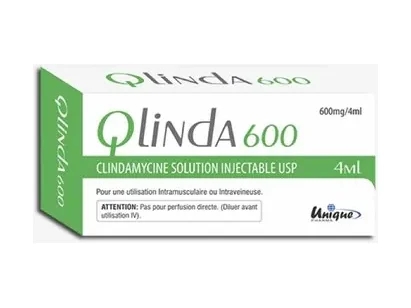 Qlinda 600
600mg/4ml
Qlinda 600
CLINDAMYCINE SOLUTION INJECTABLE USP 4ml
Pour une utilisation Intramusculaire ou Intraveineuse.
ATTENTION: Pas pour perfusion directe. (Diluer avant
utilisation IV).
Unique
PHARMA
Qlinda 600